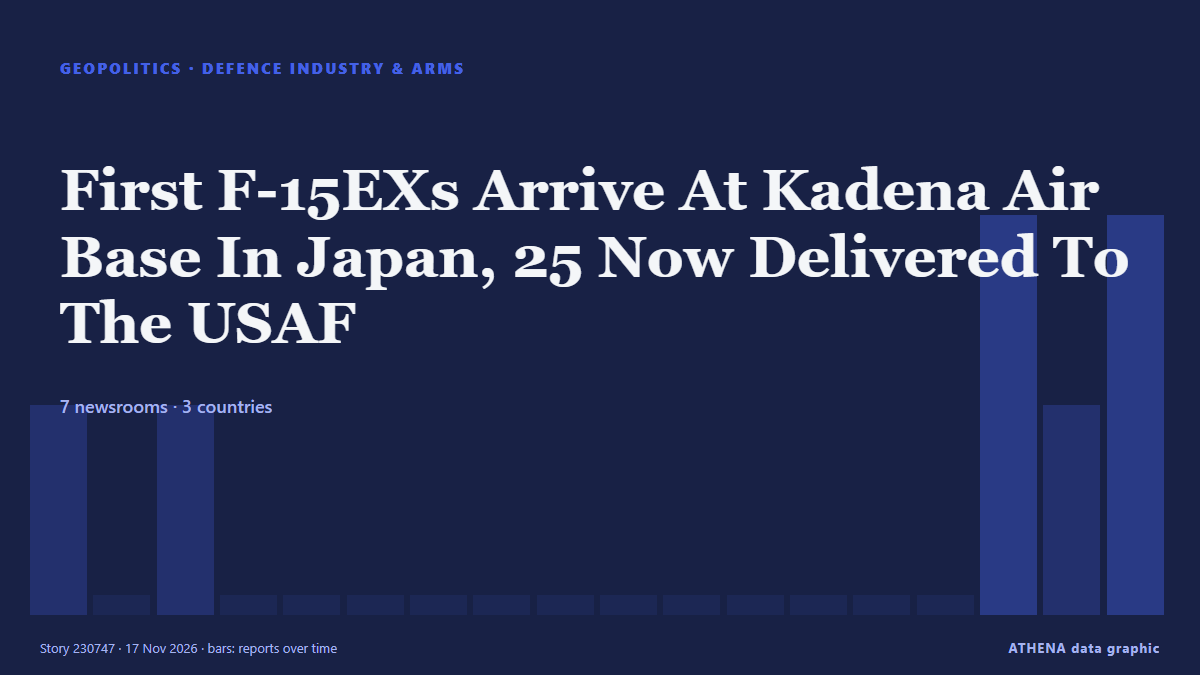 GEOPOLITICS · DEFENCE INDUSTRY & ARMS
First F-15EXs Arrive At Kadena Air
Base In Japan, 25 Now Delivered To
The USAF
7 newsrooms · 3 countries
Story 230747 · 17 Nov 2026 · bars: reports over time
ATHENA data graphic